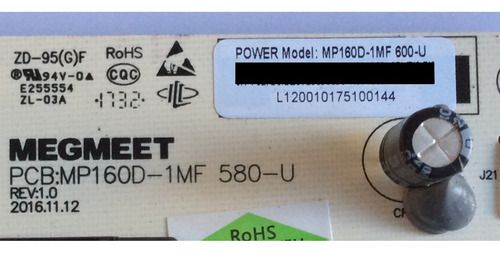 ZD-95(G)F
RoHS
94V-0
CQC
E255554
ZL-03A
1732
POWER Model: MP160D-1MF 600-U
L120010175100144
MEGMEET
PCB:MP160D-1MF 580-U
REV:1.0
2016.11.12
J21
RoHS